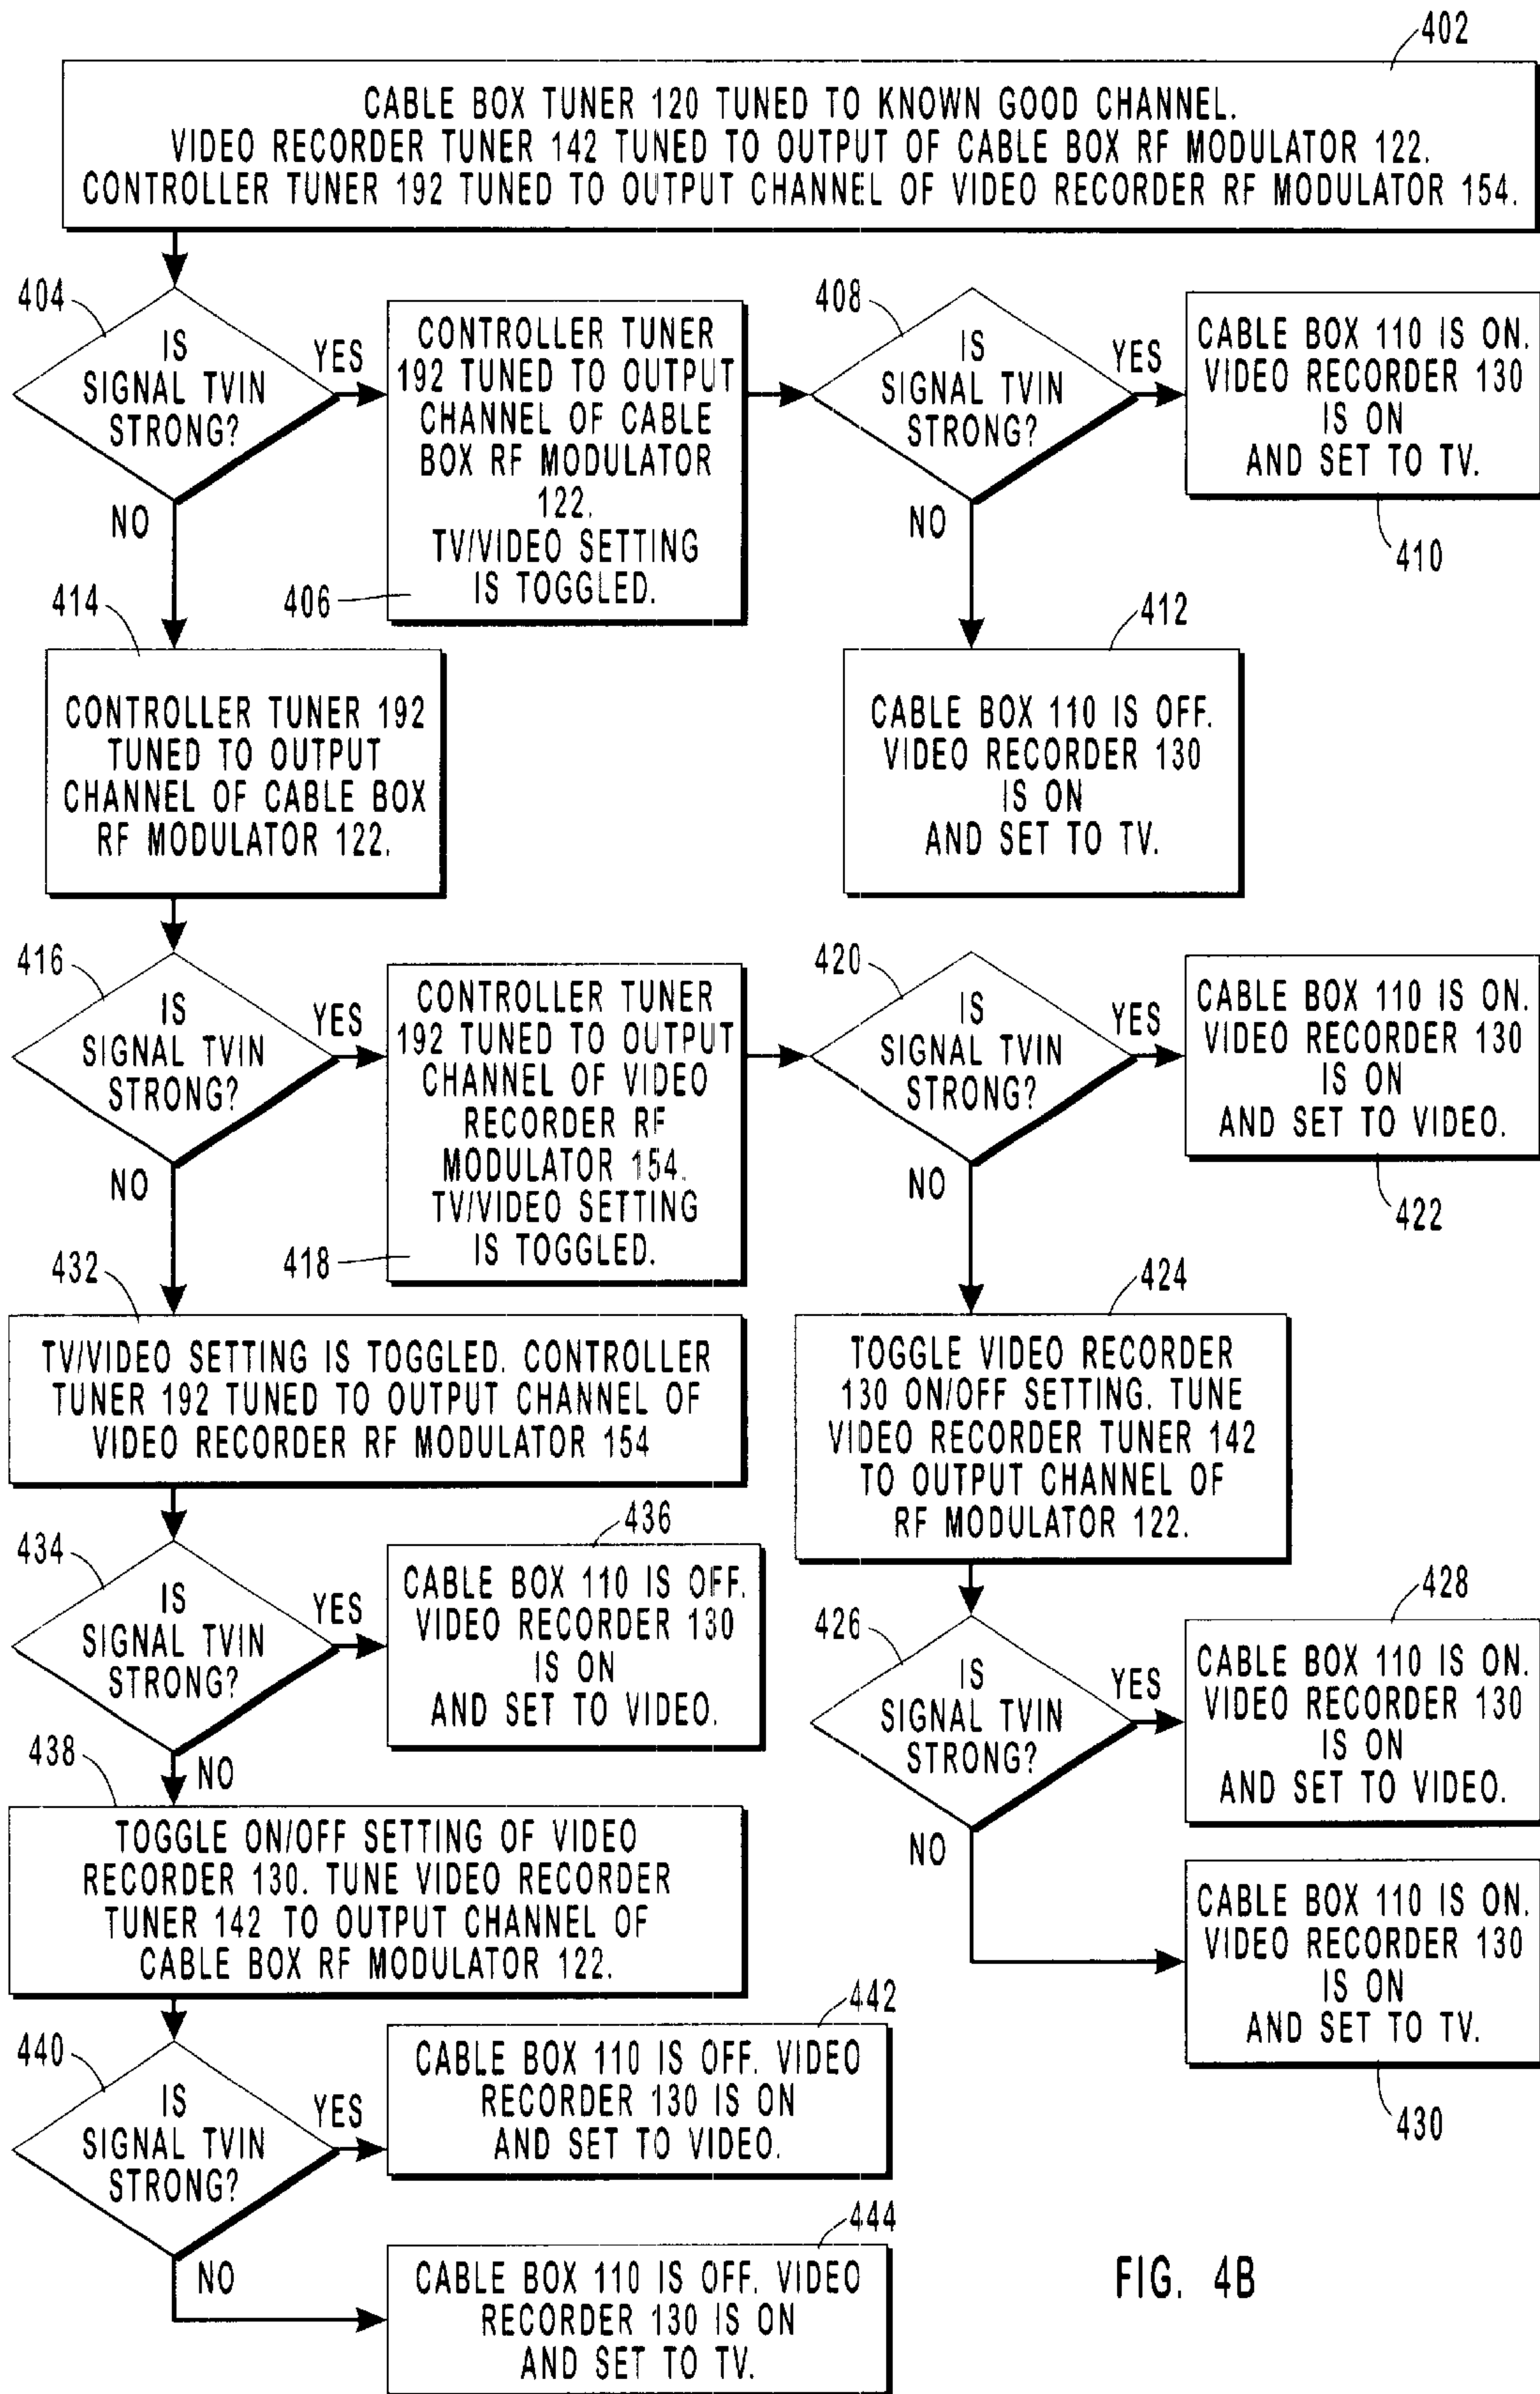 402
CABLE BOX TUNER 120 TUNED TO KNOWN GOOD CHANNEL.
VIDEO RECORDER TUNER 142 TUNED TO OUTPUT OF CABLE BOX RF MODULATOR 122.
CONTROLLER TUNER 192 TUNED TO OUTPUT CHANNEL OF VIDEO RECORDER RF MODULATOR 154.
404
IS
SIGNAL TVIN
STRONG?
YES
NO
CONTROLLER TUNER
192 TUNED TO OUTPUT
CHANNEL OF CABLE
BOX RF MODULATOR
122.
TV/VIDEO SETTING
IS TOGGLED.
406
408
IS
SIGNAL TVIN
STRONG?
YES
NO
CABLE BOX 110 IS ON.
VIDEO RECORDER 130
IS ON
AND SET TO TV.
410
412
CABLE BOX 110 IS OFF.
VIDEO RECORDER 130
IS ON
AND SET TO TV.
414
CONTROLLER TUNER 192
TUNED TO OUTPUT
CHANNEL OF CABLE BOX
RF MODULATOR 122.
416
IS
SIGNAL TVIN
STRONG?
YES
NO
CONTROLLER TUNER
192 TUNED TO OUTPUT
CHANNEL OF VIDEO
RECORDER RF
MODULATOR 154.
TV/VIDEO SETTING
IS TOGGLED.
418
420
IS
SIGNAL TVIN
STRONG?
YES
NO
CABLE BOX 110 IS ON.
VIDEO RECORDER 130
IS ON
AND SET TO VIDEO.
422
424
TOGGLE VIDEO RECORDER
130 ON/OFF SETTING. TUNE
VIDEO RECORDER TUNER 142
TO OUTPUT CHANNEL OF
RF MODULATOR 122.
426
IS
SIGNAL TVIN
STRONG?
YES
NO
428
CABLE BOX 110 IS ON.
VIDEO RECORDER 130
IS ON
AND SET TO VIDEO.
CABLE BOX 110 IS ON.
VIDEO RECORDER 130
IS ON
AND SET TO TV.
430
432
TV/VIDEO SETTING IS TOGGLED. CONTROLLER
TUNER 192 TUNED TO OUTPUT CHANNEL OF
VIDEO RECORDER RF MODULATOR 154
434
IS
SIGNAL TVIN
STRONG?
YES
NO
436
CABLE BOX 110 IS OFF.
VIDEO RECORDER 130
IS ON
AND SET TO VIDEO.
438
TOGGLE ON/OFF SETTING OF VIDEO
RECORDER 130. TUNE VIDEO RECORDER
TUNER 142 TO OUTPUT CHANNEL OF
CABLE BOX RF MODULATOR 122.
440
IS
SIGNAL TVIN
STRONG?
YES
NO
442
CABLE BOX 110 IS OFF. VIDEO
RECORDER 130 IS ON
AND SET TO VIDEO.
444
CABLE BOX 110 IS OFF. VIDEO
RECORDER 130 IS ON
AND SET TO TV.
FIG. 4B